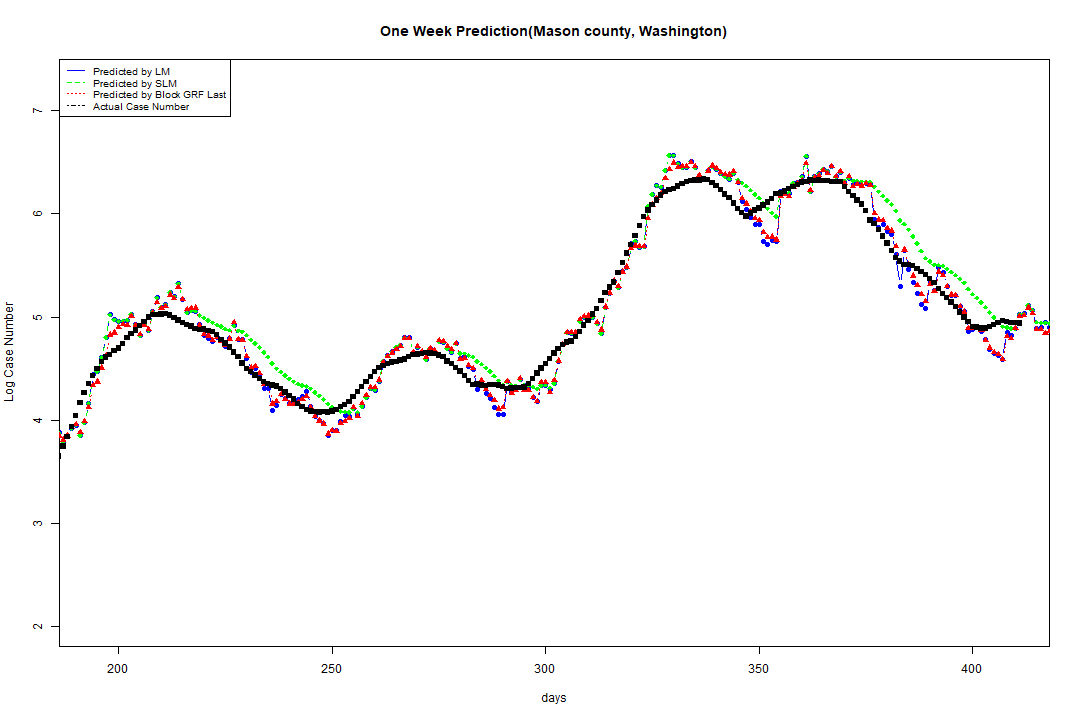 One Week Prediction(Mason county, Washington)
Predicted by LM
Predicted by SLM
Predicted by Block GRF Last
Actual Case Number
7
6
5
4
3
2
Log Case Number
200 250 300 350 400
days